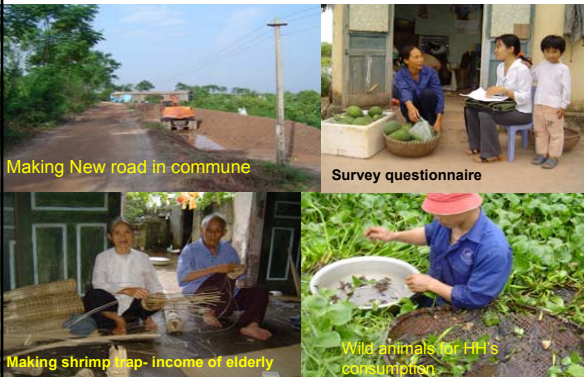 Making New road in commune
Survey questionnaire
Making shrimp trap- income of elderly
Wild animals for HH's
consumption